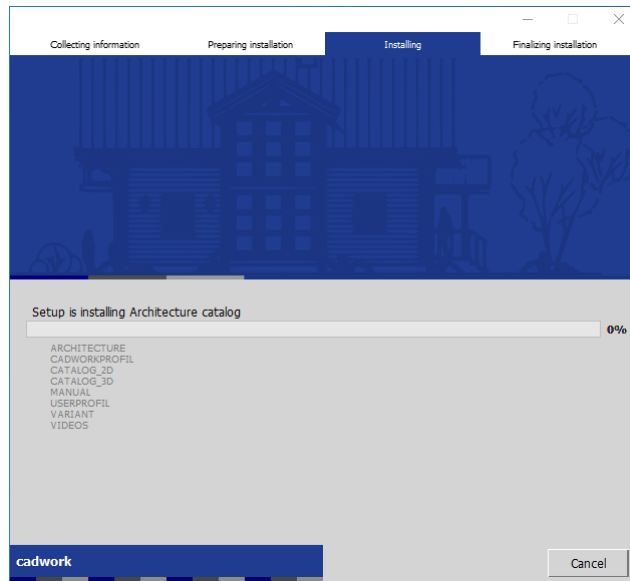 Collecting information Preparing installation Installing Finalizing installation
Setup is installing Architecture catalog
0%
ARCHITECTURE
CADWORKPROFIL
CATALOG_2D
CATALOG_3D
MANUAL
USERPROFIL
VARIANT
VIDEOS
cadwork Cancel